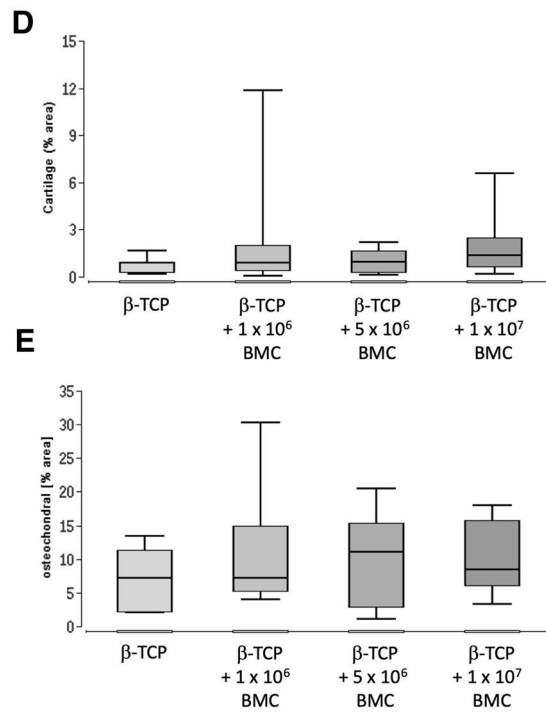 D
15
12
9
6
3
0
Cartilage (% area)
β-TCP
β-TCP + 1 x 10⁶ BMC
β-TCP + 5 x 10⁶ BMC
β-TCP + 1 x 10⁷ BMC
E
35
30
25
20
15
10
5
0
osteochondral [% area]
β-TCP
β-TCP + 1 x 10⁶ BMC
β-TCP + 5 x 10⁶ BMC
β-TCP + 1 x 10⁷ BMC